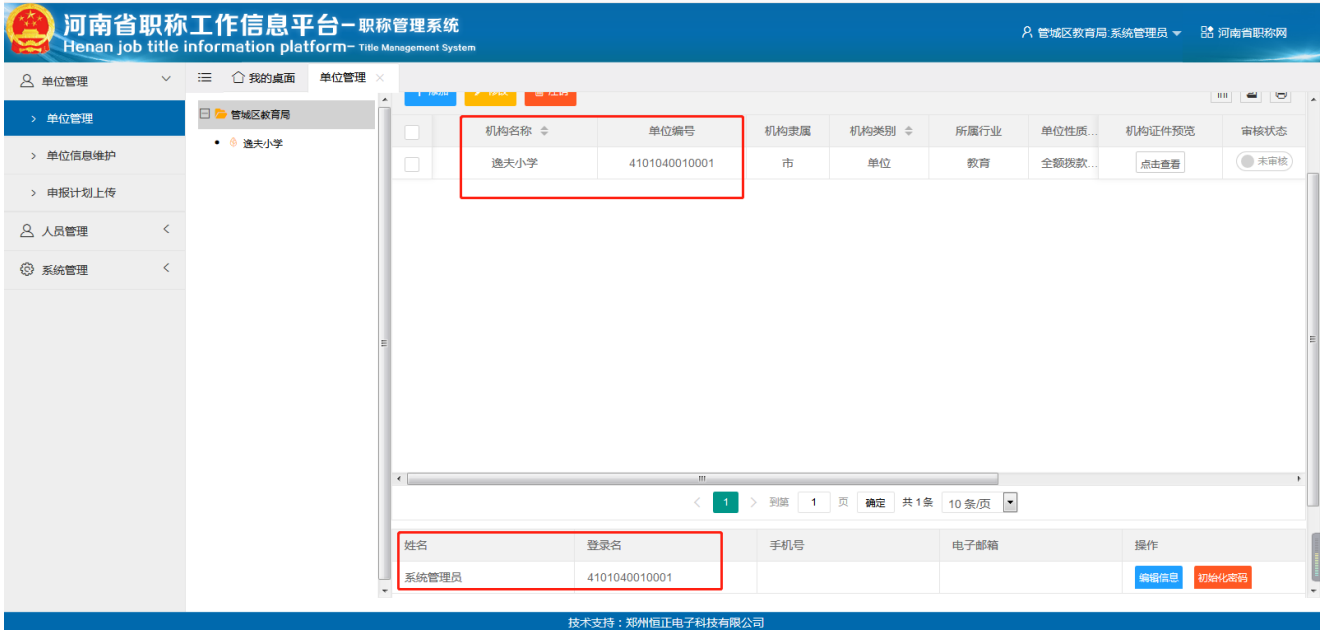 河南省职称工作信息平台-职称管理系统
Henan job title information platform- Title Management System
管城区教育局:系统管理员 河南省职称网
单位管理
我的桌面 单位管理
单位管理
单位信息维护
申报计划上传
人员管理
系统管理
管城区教育局
逸夫小学
添加 修改 注销
机构名称 单位编号 机构隶属 机构类别 所属行业 单位性质... 机构证件预览 审核状态
逸夫小学 4101040010001 市 单位 教育 全额拨款... 点击查看 未审核
1 到第 1 页 确定 共1条 10 条/页
姓名 登录名 手机号 电子邮箱 操作
系统管理员 4101040010001 编辑信息 初始化密码
技术支持：郑州恒正电子科技有限公司